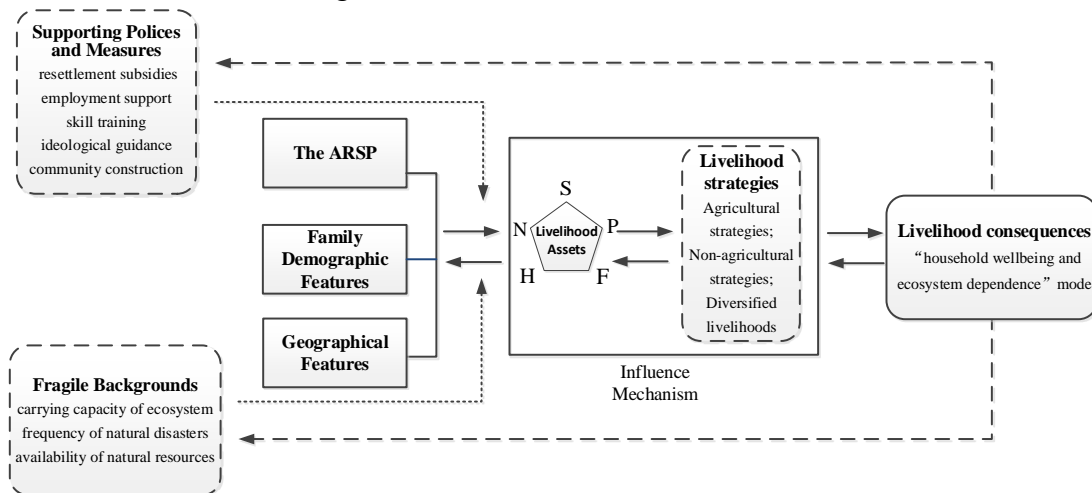 Supporting Polices
and Measures
resettlement subsidies
employment support
skill training
ideological guidance
community construction
The ARSP
Family
Demographic
Features
Geographical
Features
Fragile Backgrounds
carrying capacity of ecosystem
frequency of natural disasters
availability of natural resources
S
N
P
H
F
Livelihood
Assets
Livelihood
strategies
Agricultural
strategies;
Non-agricultural
strategies;
Diversified
livelihoods
Influence
Mechanism
Livelihood consequences
“household wellbeing and
ecosystem dependence” mode